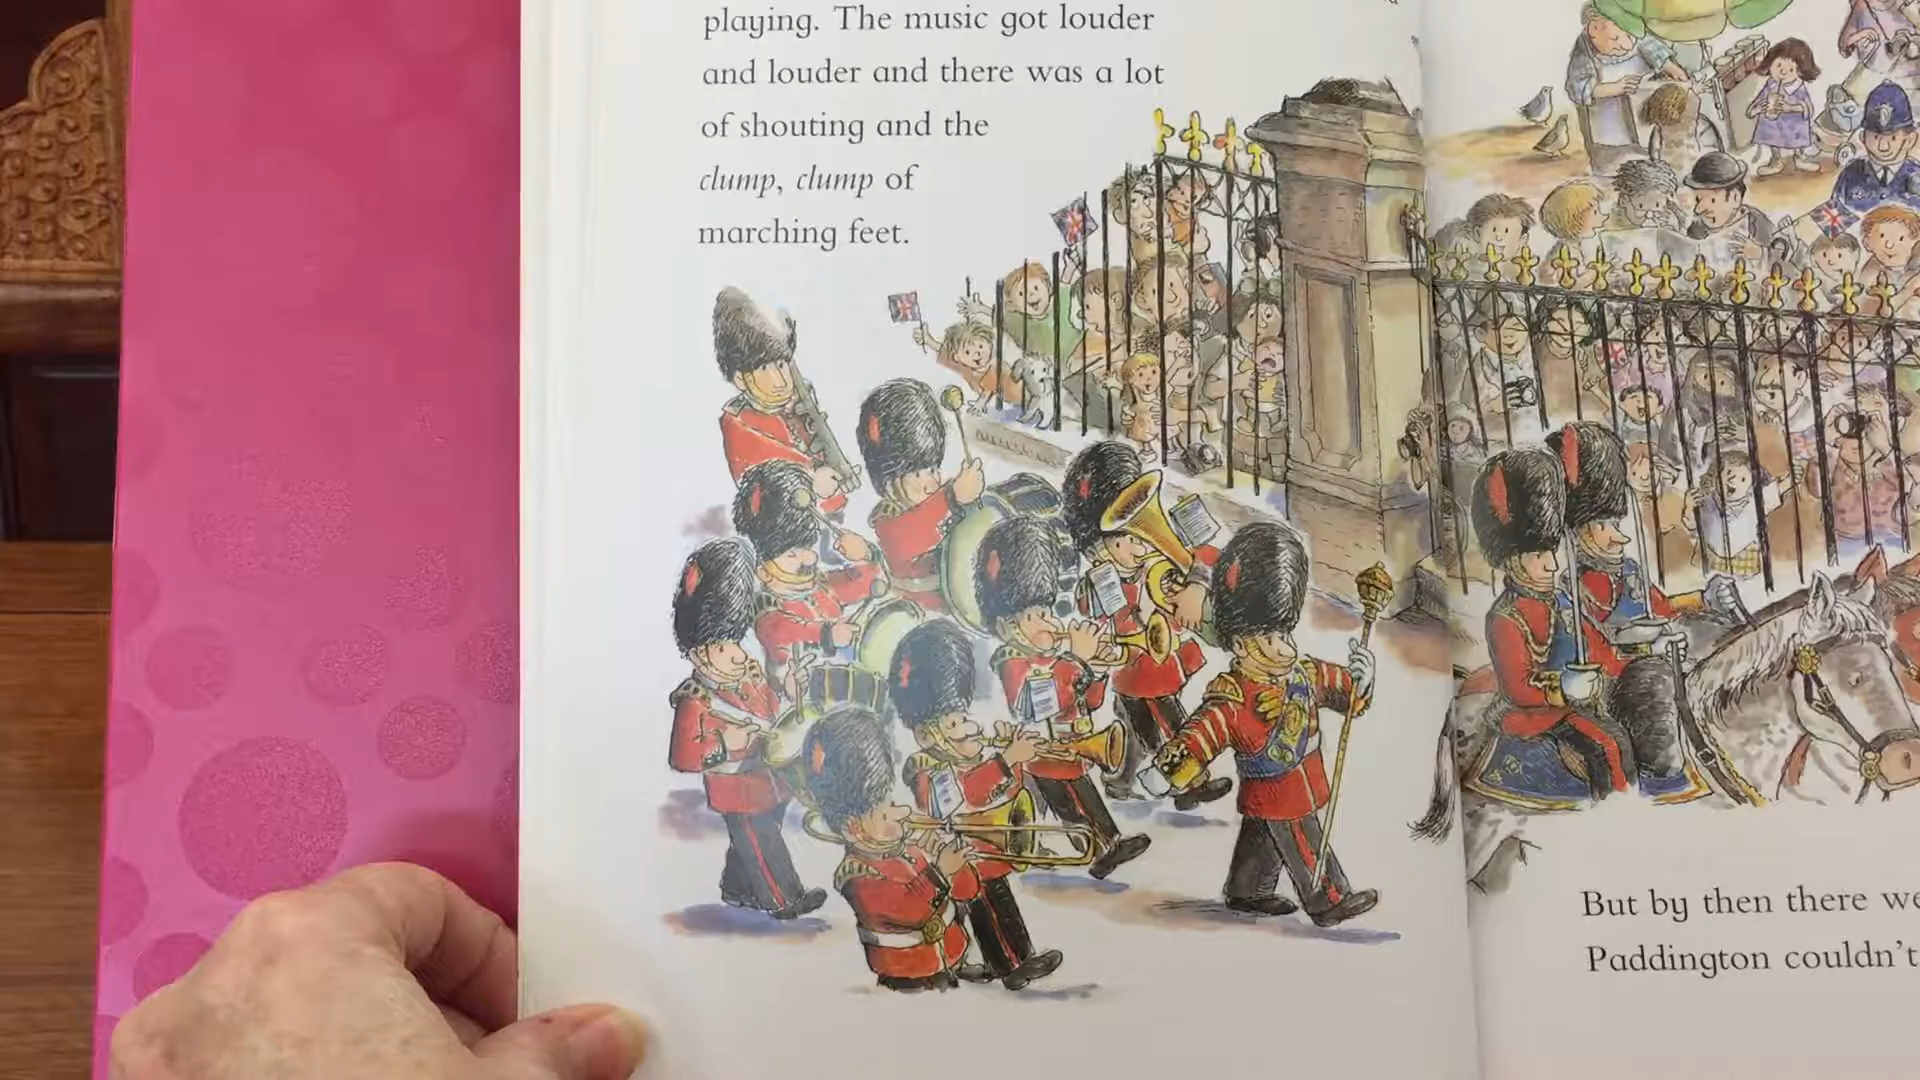 playing. The music got louder
and louder and there was a lot
of shouting and the
clump, clump of
marching feet.
But by then there we
Paddington couldn't